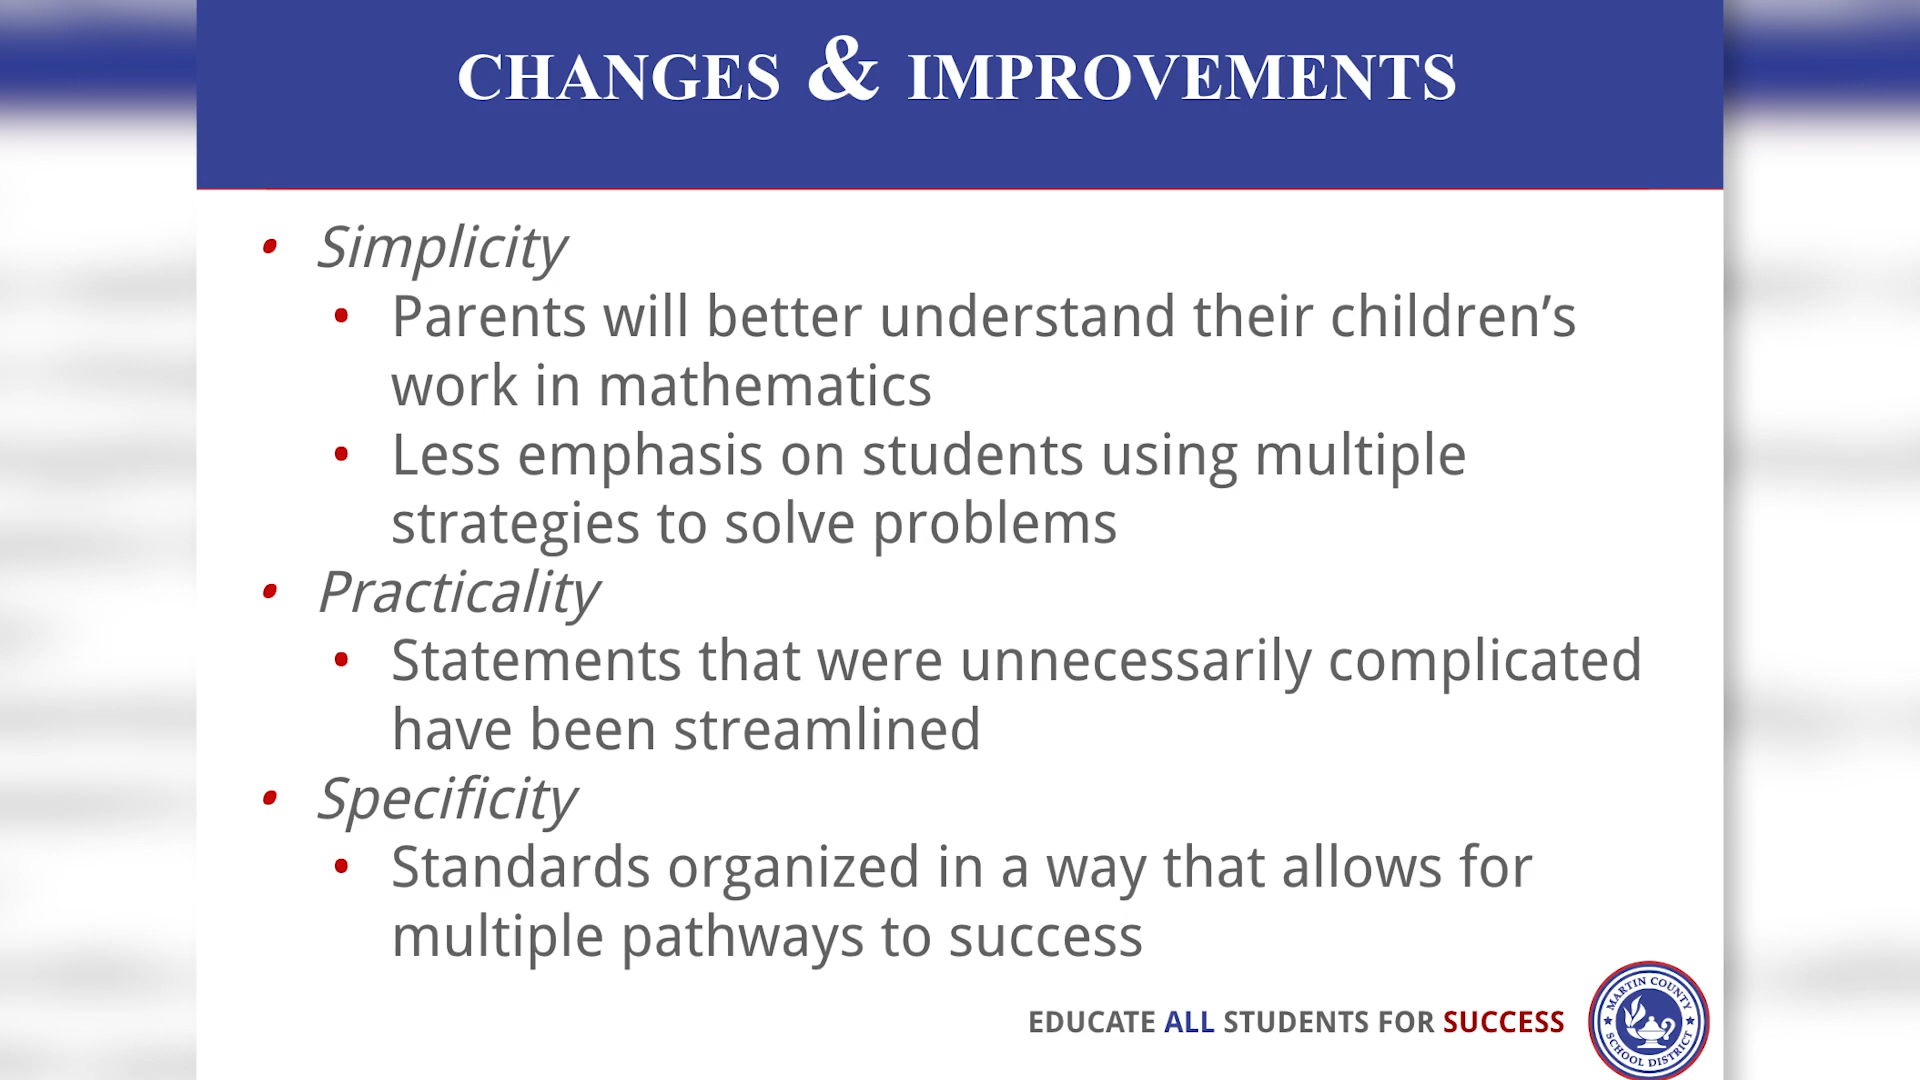 CHANGES & IMPROVEMENTS
• Simplicity
• Parents will better understand their children’s
work in mathematics
• Less emphasis on students using multiple
strategies to solve problems
• Practicality
• Statements that were unnecessarily complicated
have been streamlined
• Specificity
• Standards organized in a way that allows for
multiple pathways to success
EDUCATE ALL STUDENTS FOR SUCCESS
MARTIN COUNTY
SCHOOL DISTRICT